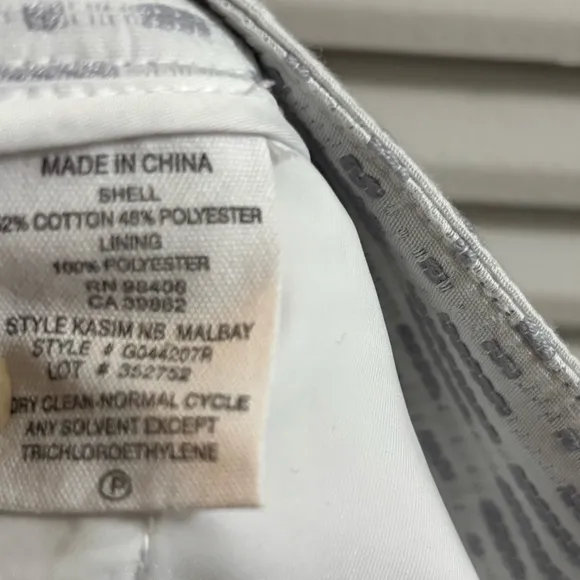 MADE IN CHINA
SHELL
52% COTTON 48% POLYESTER
LINING
100% POLYESTER
RN 98406
CA 39982
STYLE KASIM NB MALBAY
STYLE # G044207R
LOT # 352752
DRY CLEAN-NORMAL CYCLE
ANY SOLVENT EXCEPT
TRICHLOROETHYLENE
P